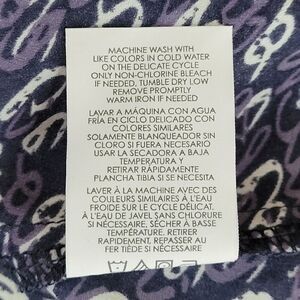 MACHINE WASH WITH
LIKE COLORS IN COLD WATER
ON THE DELICATE CYCLE
ONLY NON-CHLORINE BLEACH
IF NEEDED, TUMBLE DRY LOW
REMOVE PROMPTLY
WARM IRON IF NEEDED
LAVAR A MÁQUINA CON AGUA
FRÍA EN CICLO DELICADO CON
COLORES SIMILARES
SOLAMENTE BLANQUEADOR SIN
CLORO SI FUERA NECESARIO
USAR LA SECADORA A BAJA
TEMPERATURA Y
RETIRAR RÁPIDAMENTE
PLANCHA TIBIA SI SE NECESITA
LAVER À LA MACHINE AVEC DES
COULEURS SIMILAIRES À L'EAU
FROIDE SUR LE CYCLE DÉLICAT.
À L'EAU DE JAVEL SANS CHLORURE
SI NÉCESSAIRE, SÉCHER À BASSE
TEMPERATURE. RETIRER
RAPIDEMENT, REPASSER AU
FER TIÈDE SI NÉCESSAIRE